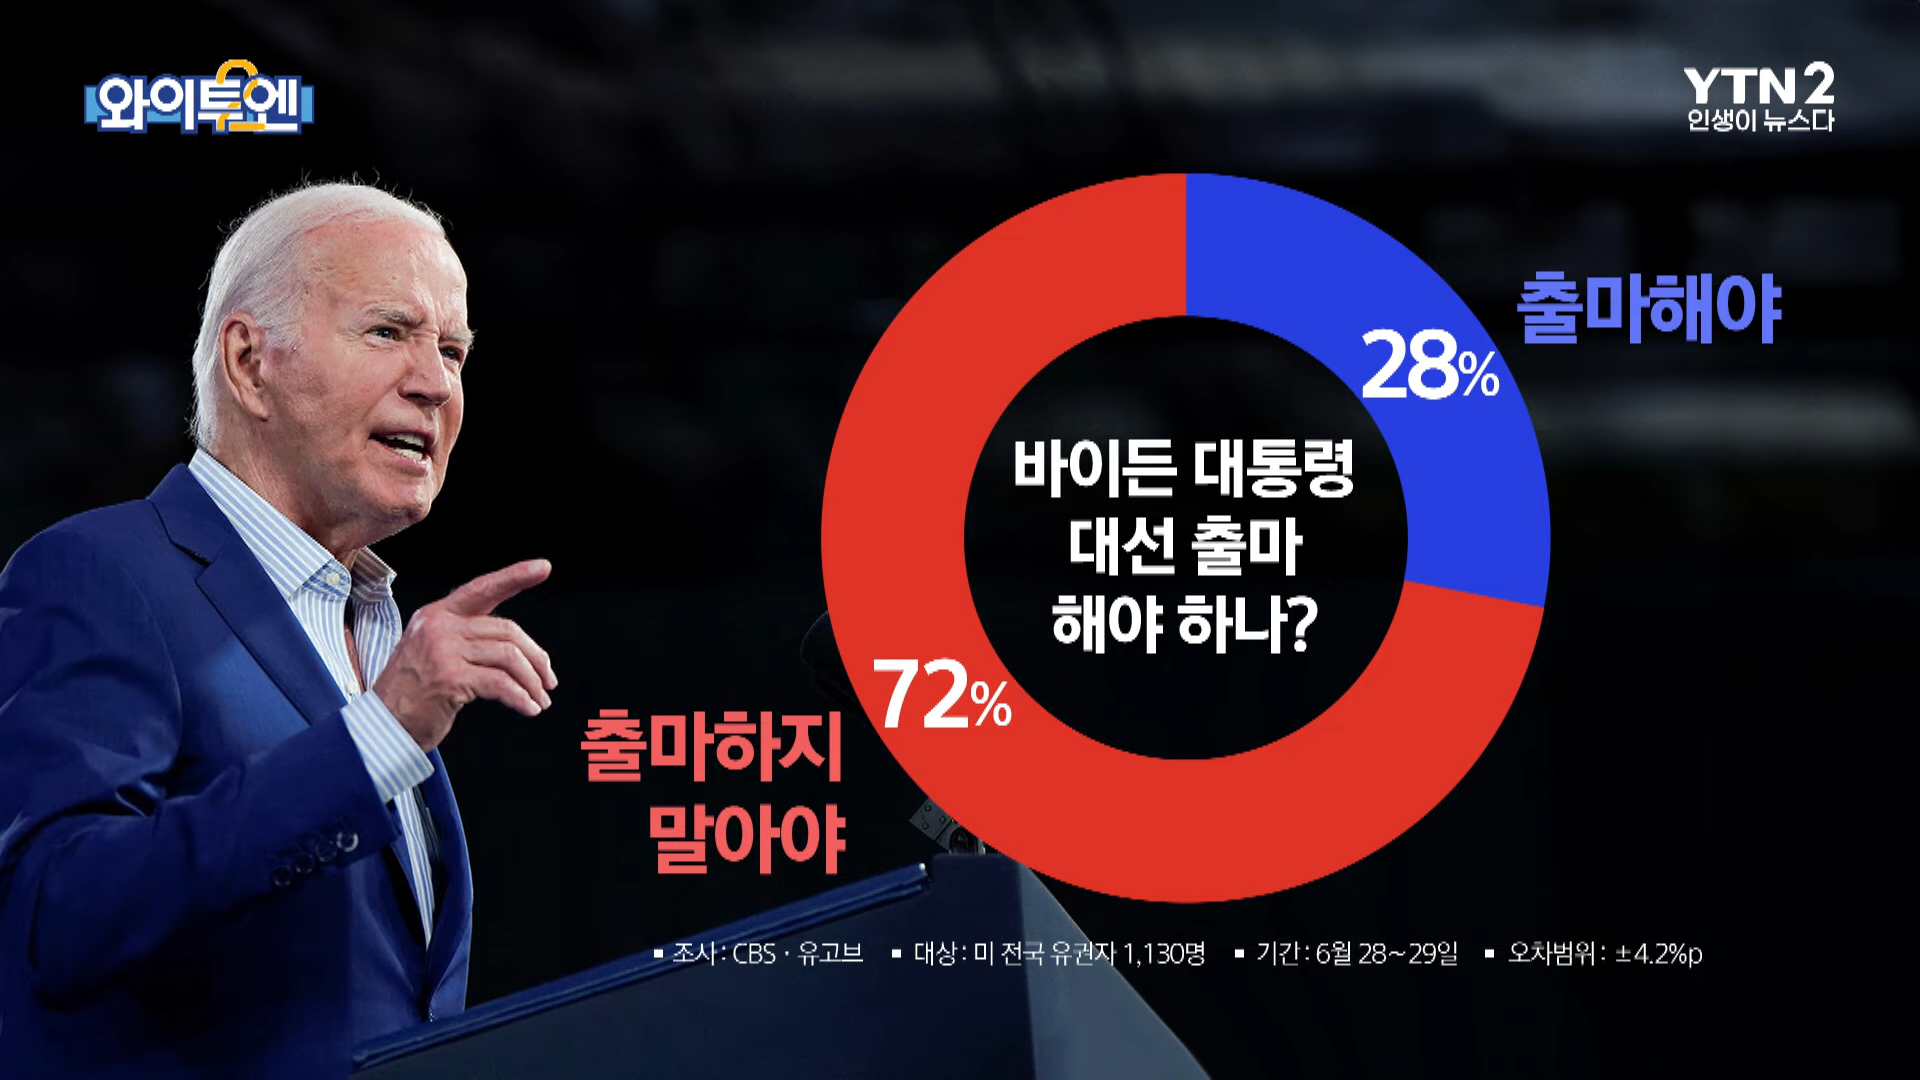 와이투엔
YTN2
인생이 뉴스다
출마해야
28%
바이든 대통령
대선 출마
해야 하나?
72%
출마하지
말아야
▪ 조사 : CBS · 유고브 ▪ 대상 : 미 전국 유권자 1,130명 ▪ 기간 : 6월 28~29일 ▪ 오차범위 : ±4.2%p